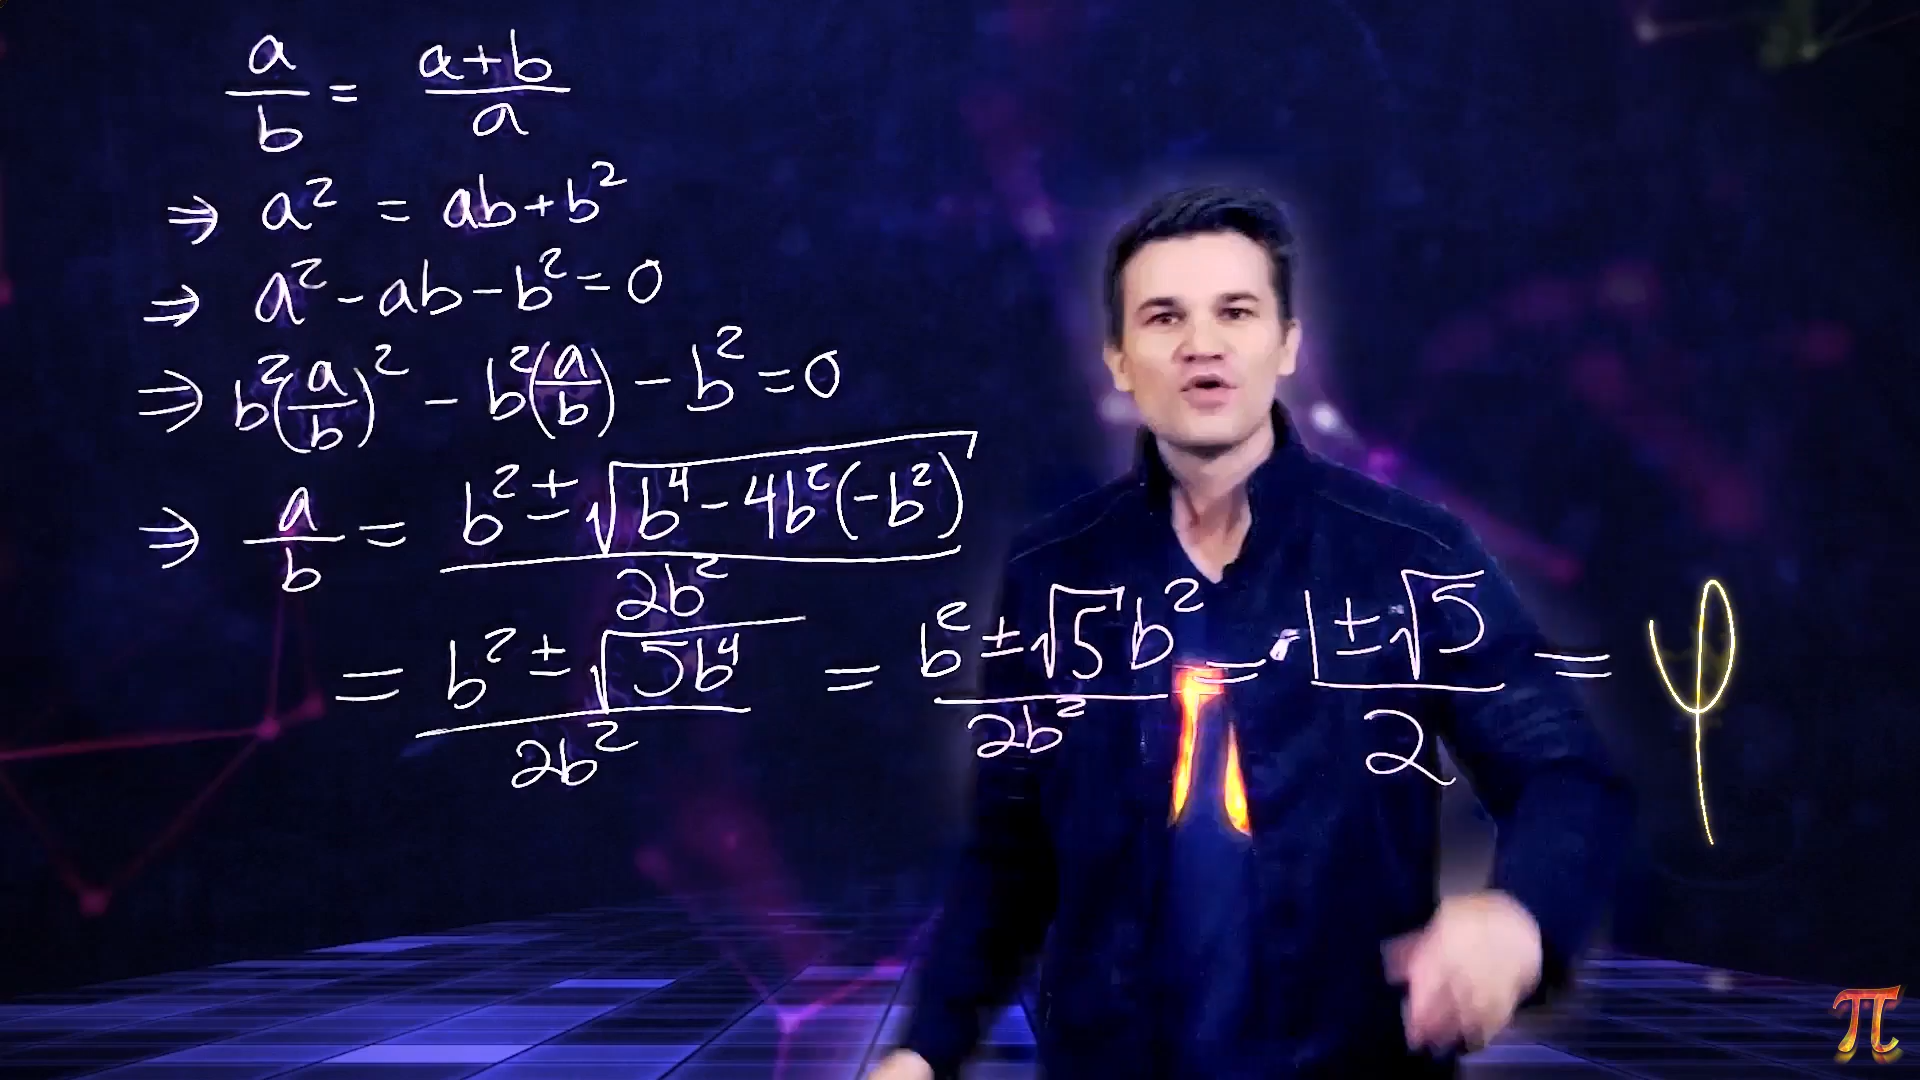 a/b = (a+b)/a
⇒ a² = ab+b²
⇒ a² - ab - b² = 0
⇒ b²(a/b)² - b²(a/b) - b² = 0
⇒ a/b = (b² ± √(b⁴ - 4b²(-b²)))/(2b²)
= (b² ± √(5b⁴))/(2b²) = (b² ± √5 b²)/(2b²) = (1 ± √5)/2 = φ
π
π